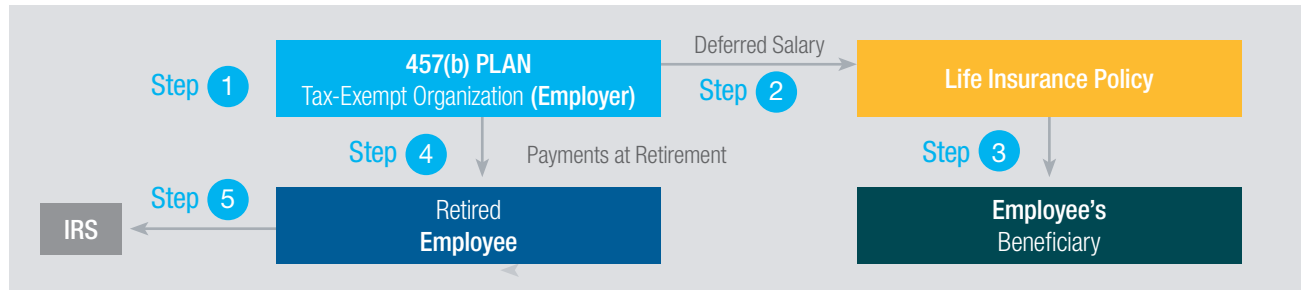 Step 1
457(b) PLAN
Tax-Exempt Organization (Employer)
Deferred Salary
Step 2
Life Insurance Policy
Step 4
Payments at Retirement
Step 3
Step 5
IRS
Retired
Employee
Employee's
Beneficiary